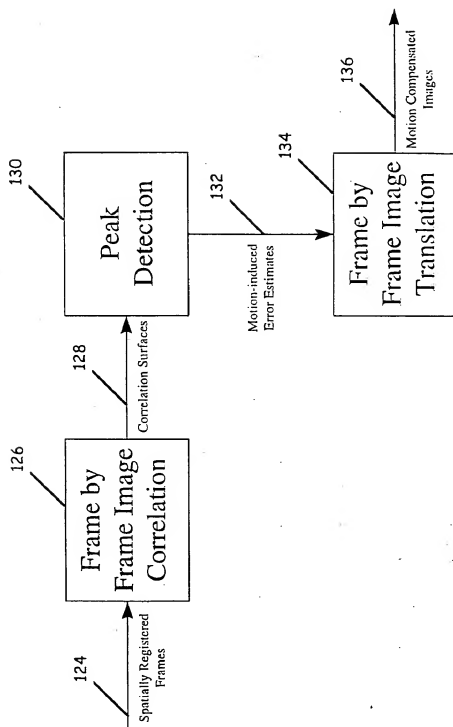 124
Spatially Registered
Frames
126
Frame by
Frame Image
Correlation
128
Correlation Surfaces
130
Peak
Detection
132
Motion-induced
Error Estimates
134
Frame by
Frame Image
Translation
136
Motion Compensated
Images